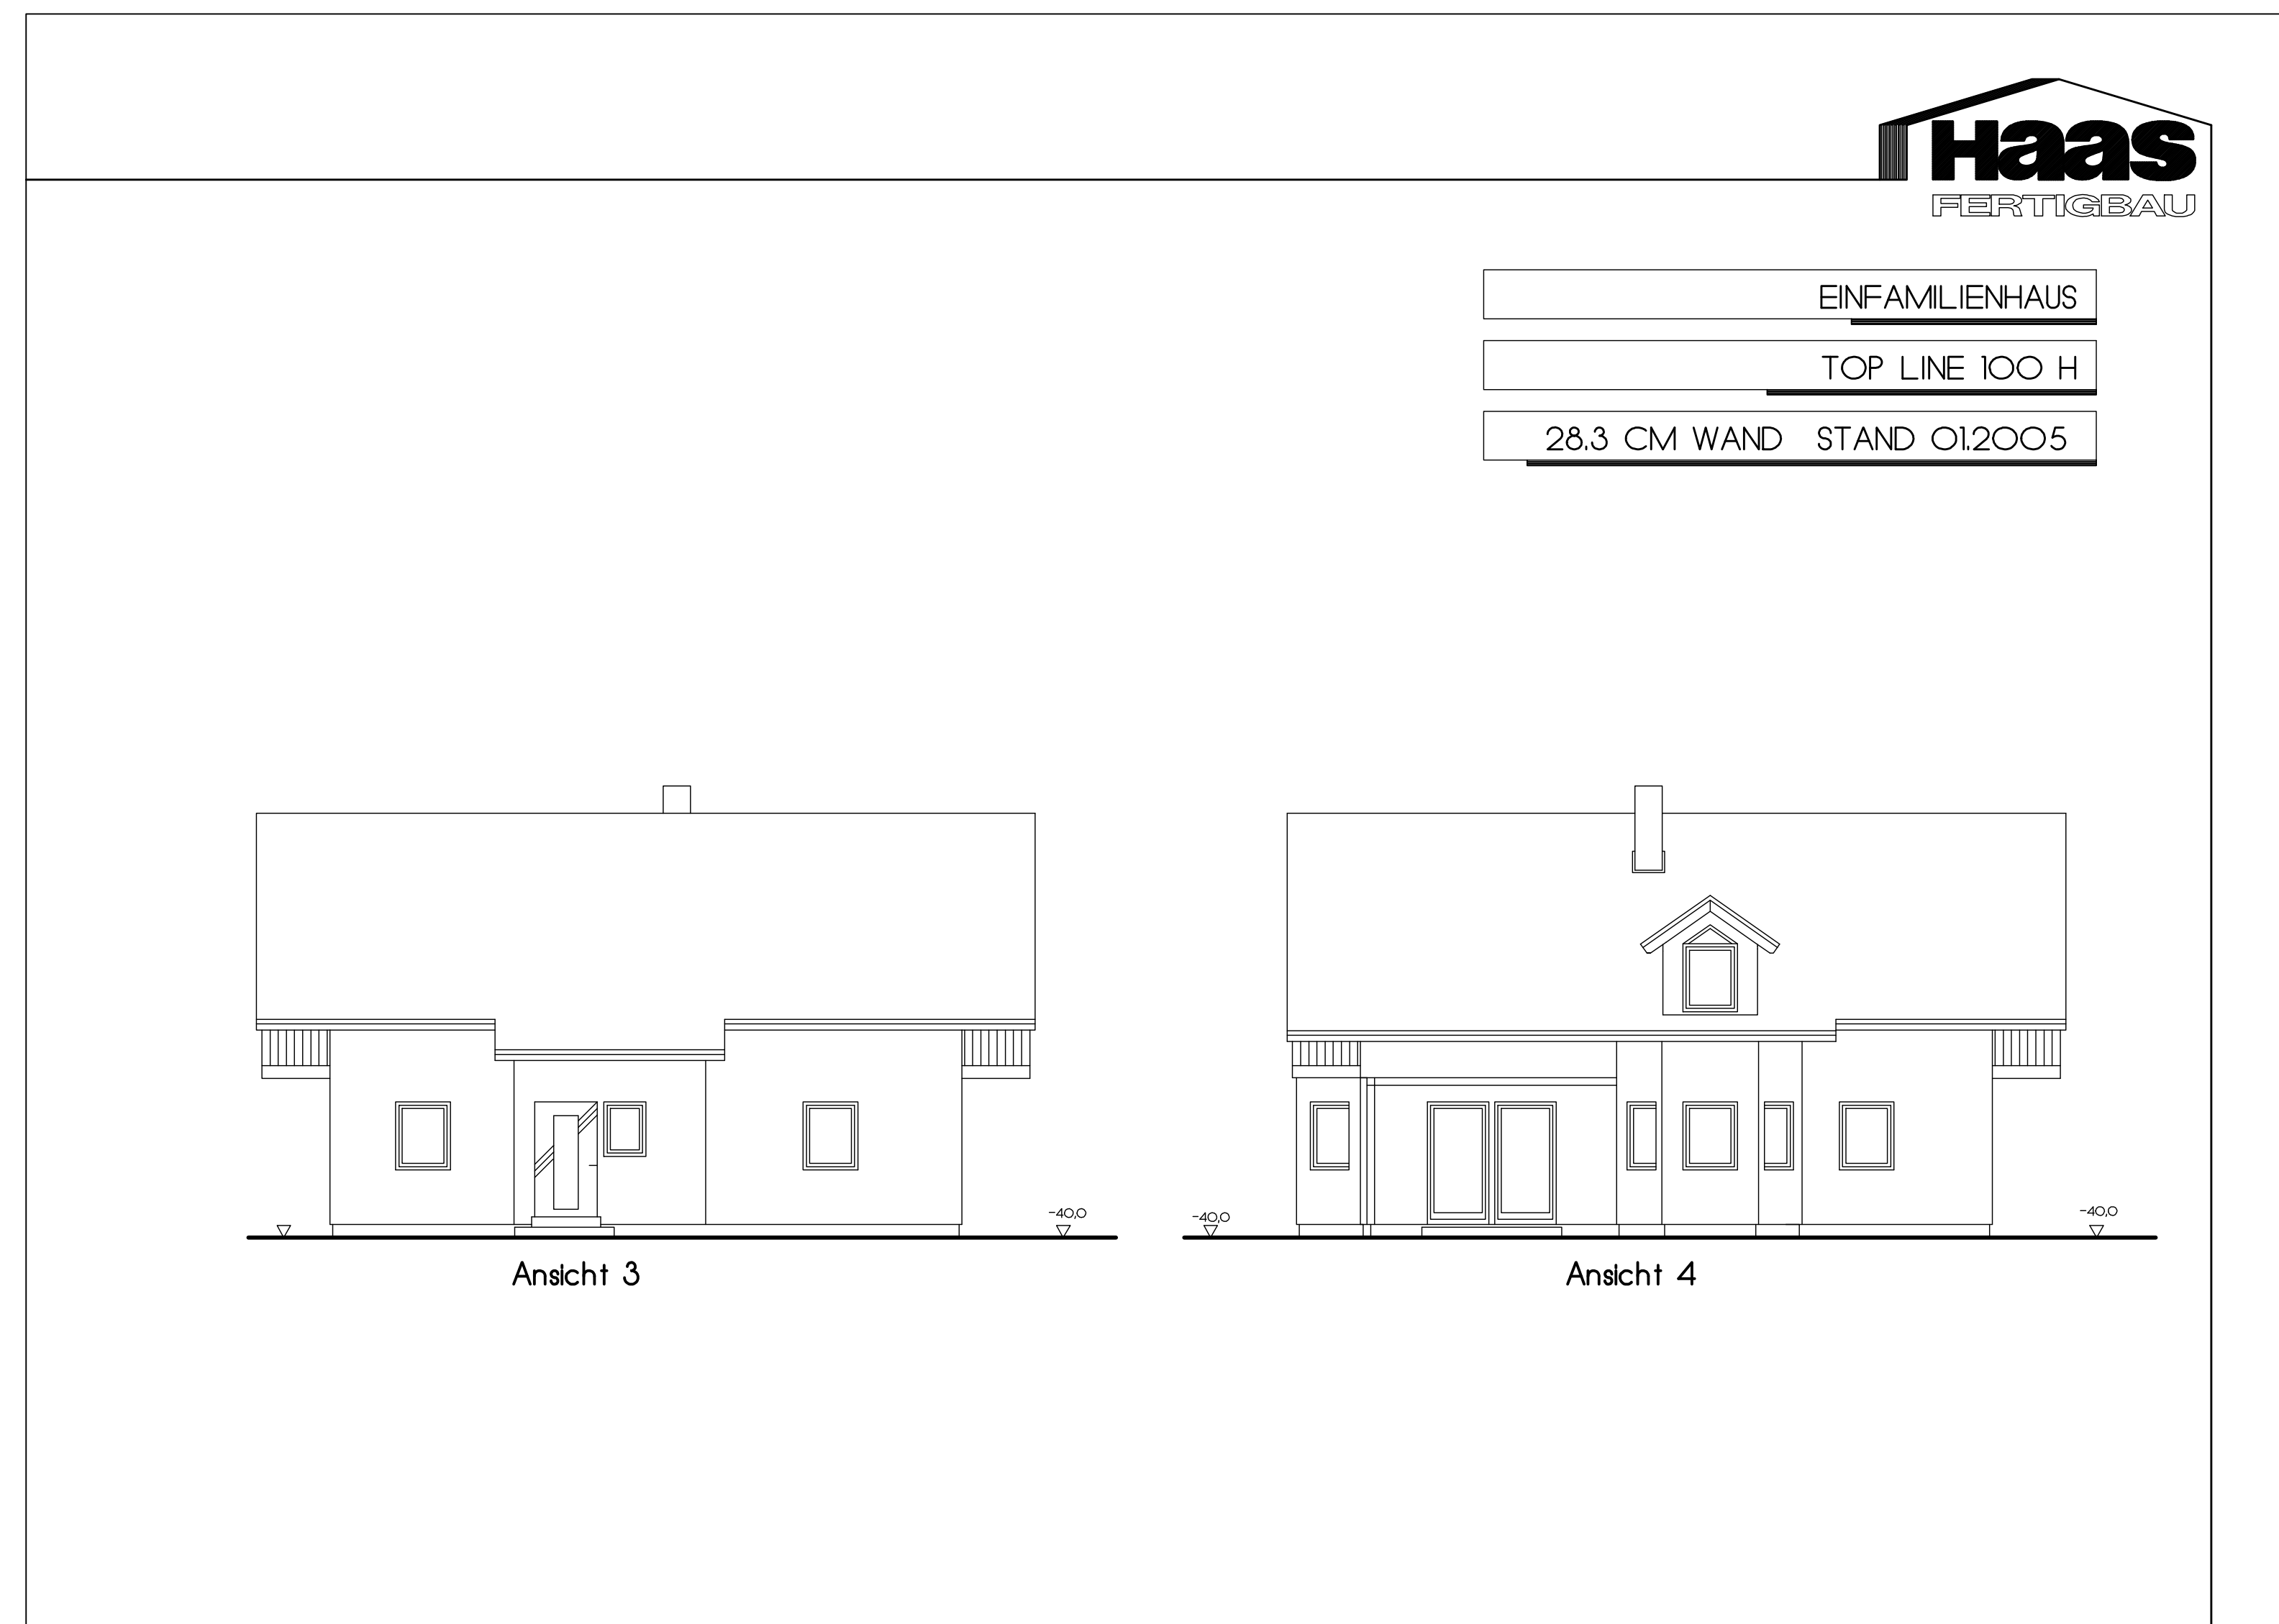 Haas
FERTIGBAU
EINFAMILIENHAUS
TOP LINE 100 H
28.3 CM WAND STAND 01.2005
-40,0
-40,0
-40,0
Ansicht 3
Ansicht 4